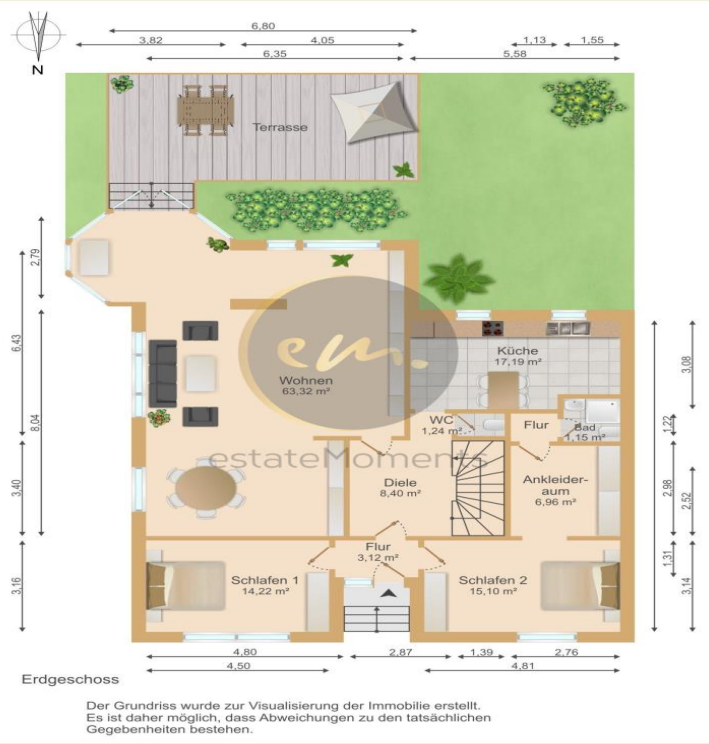 6,80
3,82
4,05
1,13
1,55
6,35
5,58
N
Terrasse
2,79
6,43
8,04
3,40
3,16
Küche
17,19 m²
3,08
em.
Wohnen
63,32 m²
WC
1,24 m²
Flur
Bad
1,15 m²
1,22
estateMoments
Diele
8,40 m²
Ankleider-
aum
6,96 m²
2,98
2,52
Flur
3,12 m²
1,31
3,14
Schlafen 1
14,22 m²
Schlafen 2
15,10 m²
4,80
2,87
1,39
2,76
4,50
4,81
Erdgeschoss
Der Grundriss wurde zur Visualisierung der Immobilie erstellt.
Es ist daher möglich, dass Abweichungen zu den tatsächlichen
Gegebenheiten bestehen.